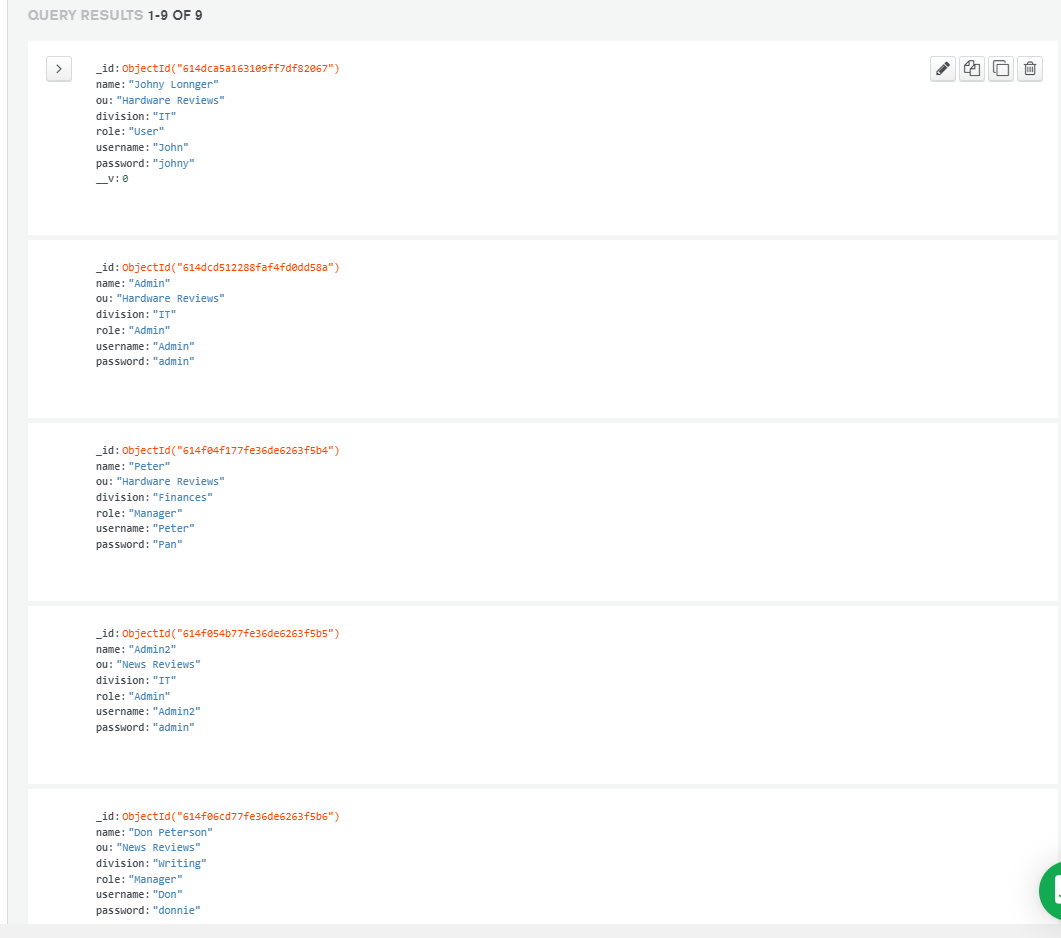 QUERY RESULTS 1-9 OF 9
_id: ObjectId("614dca5a163109ff7df82067")
name: "Johny Lonnger"
ou: "Hardware Reviews"
division: "IT"
role: "User"
username: "John"
password: "johny"
__v: 0
_id: ObjectId("614dcd512288faf4fd0dd58a")
name: "Admin"
ou: "Hardware Reviews"
division: "IT"
role: "Admin"
username: "Admin"
password: "admin"
_id: ObjectId("614f04f177fe36de6263f5b4")
name: "Peter"
ou: "Hardware Reviews"
division: "Finances"
role: "Manager"
username: "Peter"
password: "Pan"
_id: ObjectId("614f054b77fe36de6263f5b5")
name: "Admin2"
ou: "News Reviews"
division: "IT"
role: "Admin"
username: "Admin2"
password: "admin"
_id: ObjectId("614f06cd77fe36de6263f5b6")
name: "Don Peterson"
ou: "News Reviews"
division: "Writing"
role: "Manager"
username: "Don"
password: "donnie"